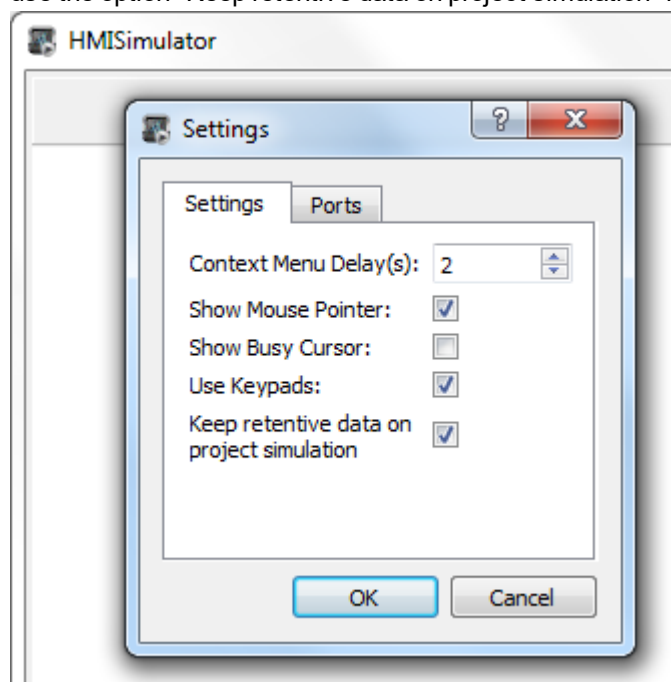 use the option "Keep retentive data on project simulation"
HMISimulator
Settings
?
Settings Ports
Context Menu Delay(s): 2
Show Mouse Pointer:
Show Busy Cursor:
Use Keypads:
Keep retentive data on
project simulation
OK Cancel